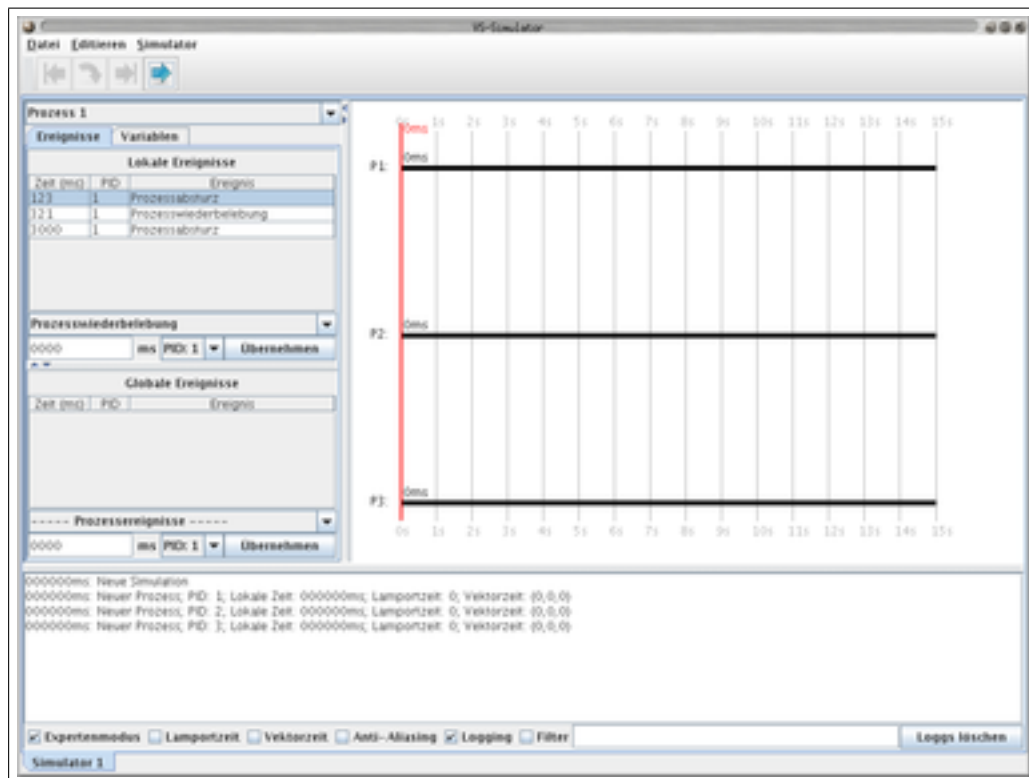 VS-Simulator
Datei Editieren Simulator
Prozess 1
Ereignisse Variablen
Lokale Ereignisse
Zeit (ms) PID Ereignis
123 1 Prozessabsturz
321 1 Prozesswiederbelebung
3000 1 Prozessabsturz
Prozesswiederbelebung
0000 ms PID: 1 Übernehmen
Globale Ereignisse
Zeit (ms) PID Ereignis
----- Prozessereignisse -----
0000 ms PID: 1 Übernehmen
0s 1s 2s 3s 4s 5s 6s 7s 8s 9s 10s 11s 12s 13s 14s 15s
0ms
P1: 0ms
P2: 0ms
P3: 0ms
0s 1s 2s 3s 4s 5s 6s 7s 8s 9s 10s 11s 12s 13s 14s 15s
000000ms: Neue Simulation
000000ms: Neuer Prozess; PID: 1; Lokale Zeit: 000000ms; Lamportzeit: 0; Vektorzeit: (0,0,0)
000000ms: Neuer Prozess; PID: 2; Lokale Zeit: 000000ms; Lamportzeit: 0; Vektorzeit: (0,0,0)
000000ms: Neuer Prozess; PID: 3; Lokale Zeit: 000000ms; Lamportzeit: 0; Vektorzeit: (0,0,0)
Expertenmodus Lamportzeit Vektorzeit Anti-Aliasing Logging Filter Loggs löschen
Simulator 1